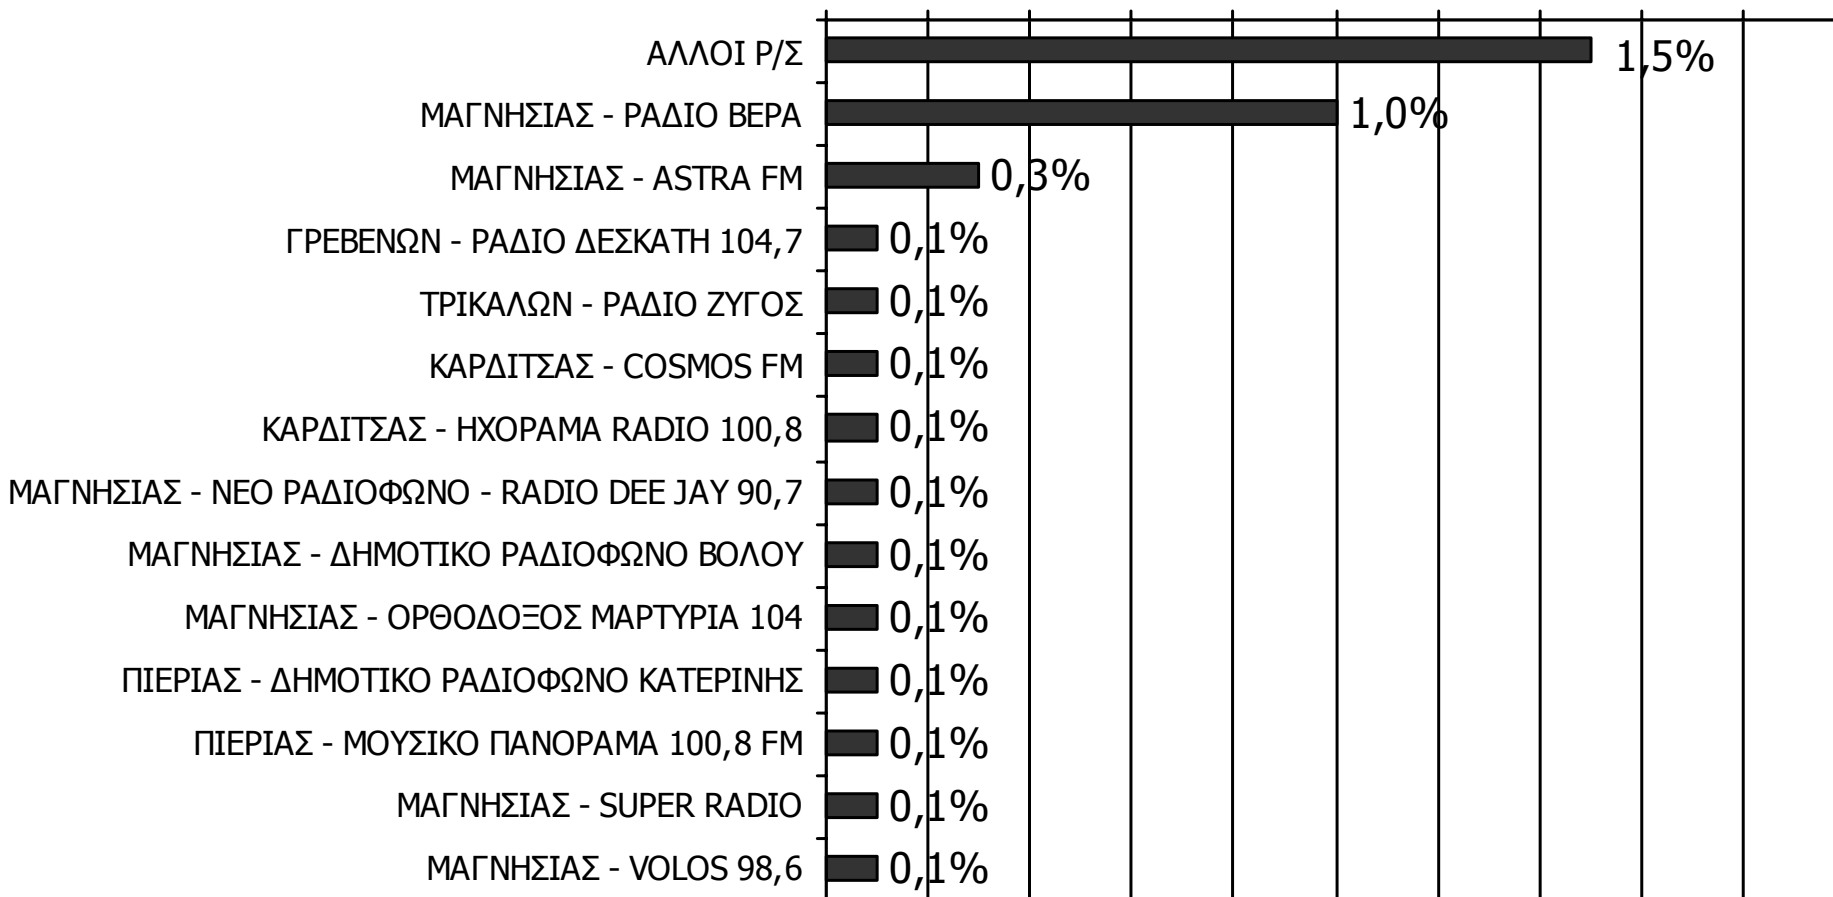 ΑΛΛΟΙ Ρ/Σ 1,5%
ΜΑΓΝΗΣΙΑΣ - ΡΑΔΙΟ ΒΕΡΑ 1,0%
ΜΑΓΝΗΣΙΑΣ - ASTRA FM 0,3%
ΓΡΕΒΕΝΩΝ - ΡΑΔΙΟ ΔΕΣΚΑΤΗ 104,7 0,1%
ΤΡΙΚΑΛΩΝ - ΡΑΔΙΟ ΖΥΓΟΣ 0,1%
ΚΑΡΔΙΤΣΑΣ - COSMOS FM 0,1%
ΚΑΡΔΙΤΣΑΣ - ΗΧΟΡΑΜΑ RADIO 100,8 0,1%
ΜΑΓΝΗΣΙΑΣ - ΝΕΟ ΡΑΔΙΟΦΩΝΟ - RADIO DEE JAY 90,7 0,1%
ΜΑΓΝΗΣΙΑΣ - ΔΗΜΟΤΙΚΟ ΡΑΔΙΟΦΩΝΟ ΒΟΛΟΥ 0,1%
ΜΑΓΝΗΣΙΑΣ - ΟΡΘΟΔΟΞΟΣ ΜΑΡΤΥΡΙΑ 104 0,1%
ΠΙΕΡΙΑΣ - ΔΗΜΟΤΙΚΟ ΡΑΔΙΟΦΩΝΟ ΚΑΤΕΡΙΝΗΣ 0,1%
ΠΙΕΡΙΑΣ - ΜΟΥΣΙΚΟ ΠΑΝΟΡΑΜΑ 100,8 FM 0,1%
ΜΑΓΝΗΣΙΑΣ - SUPER RADIO 0,1%
ΜΑΓΝΗΣΙΑΣ - VOLOS 98,6 0,1%